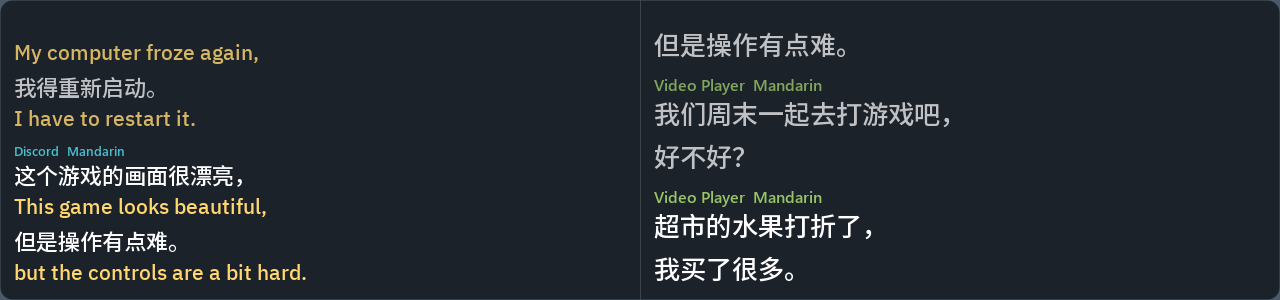 My computer froze again,
我得重新启动。
I have to restart it.
Discord Mandarin
这个游戏的画面很漂亮，
This game looks beautiful,
但是操作有点难。
but the controls are a bit hard.
但是操作有点难。
Video Player Mandarin
我们周末一起去打游戏吧，
好不好？
Video Player Mandarin
超市的水果打折了，
我买了很多。